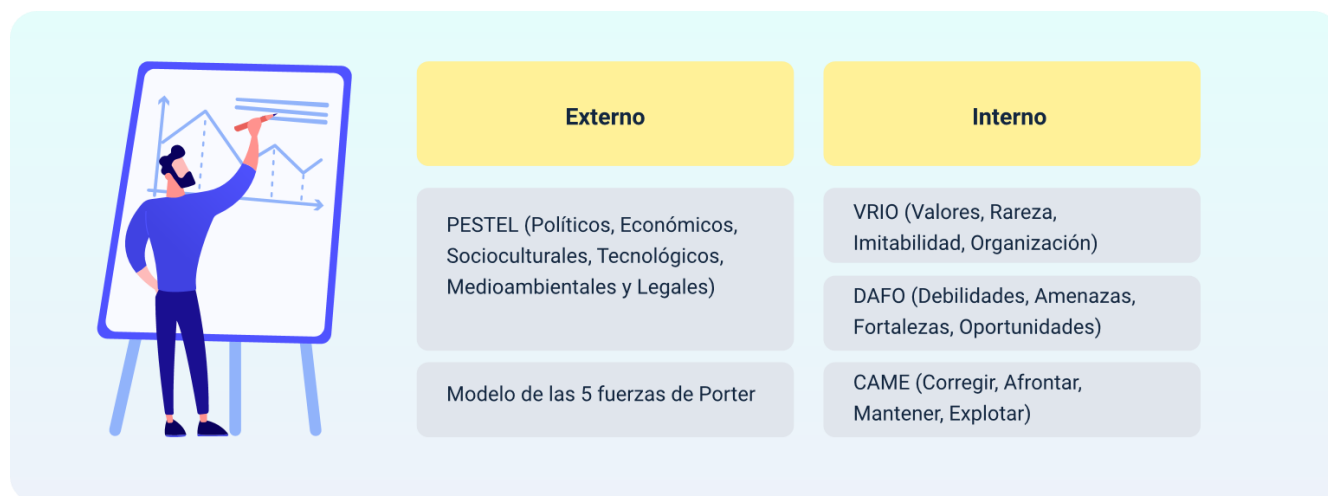 Externo
PESTEL (Políticos, Económicos,
Socioculturales, Tecnológicos,
Medioambientales y Legales)
Modelo de las 5 fuerzas de Porter
Interno
VRIO (Valores, Rareza,
Imitabilidad, Organización)
DAFO (Debilidades, Amenazas,
Fortalezas, Oportunidades)
CAME (Corregir, Afrontar,
Mantener, Explotar)